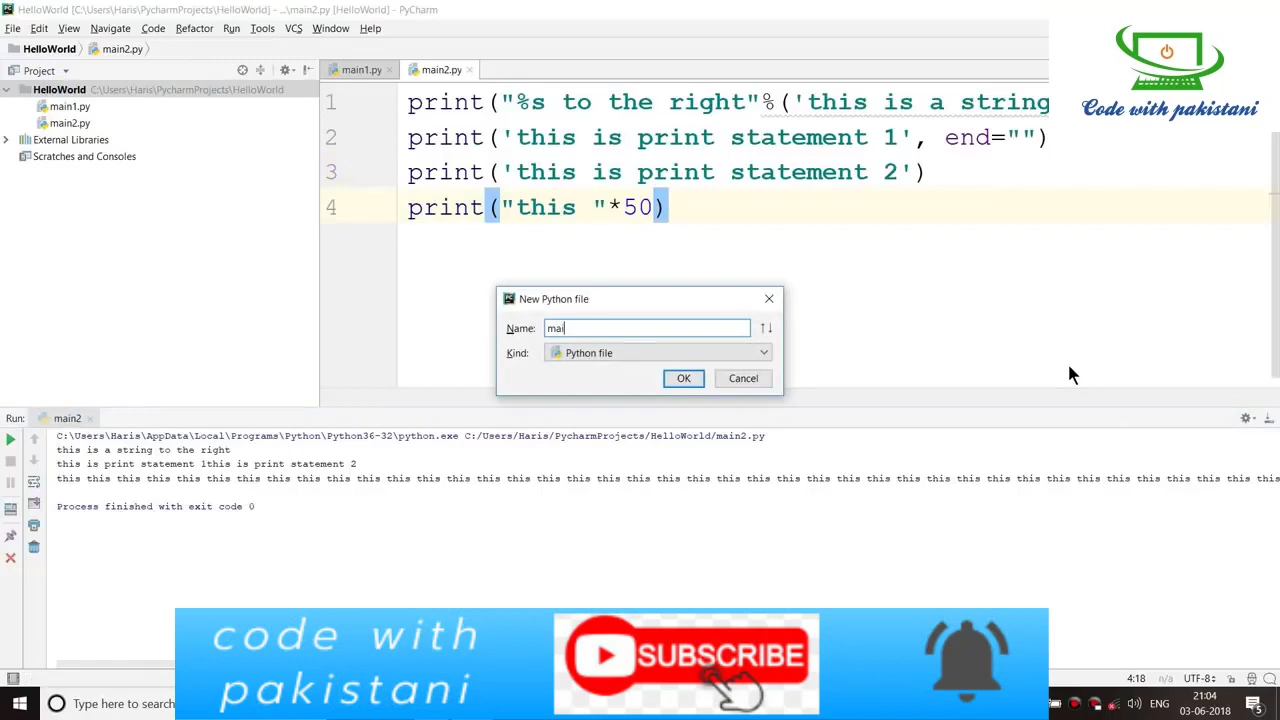 HelloWorld [C:\Users\Haris\PycharmProjects\HelloWorld] - ...\main2.py [HelloWorld] - PyCharm
File Edit View Navigate Code Refactor Run Tools VCS Window Help
HelloWorld main2.py
Project
main1.py main2.py
HelloWorld C:\Users\Haris\PycharmProjects\HelloWorld
main1.py
main2.py
External Libraries
Scratches and Consoles
1 print("%s to the right"%('this is a string
2 print('this is print statement 1', end="")
3 print('this is print statement 2')
4 print("this "*50)
Code with pakistani
New Python file
Name: mai
Kind: Python file
OK Cancel
Run: main2
C:\Users\Haris\AppData\Local\Programs\Python\Python36-32\python.exe C:/Users/Haris/PycharmProjects/HelloWorld/main2.py
this is a string to the right
this is print statement 1this is print statement 2
this this this this this this this this this this this this this this this this this this this this this this this this this this this this this this this this this this this this this this this this this
Process finished with exit code 0
code with
pakistani
SUBSCRIBE
4:18 n/a UTF-8
Type here to search
ENG
21:04
03-06-2018
5